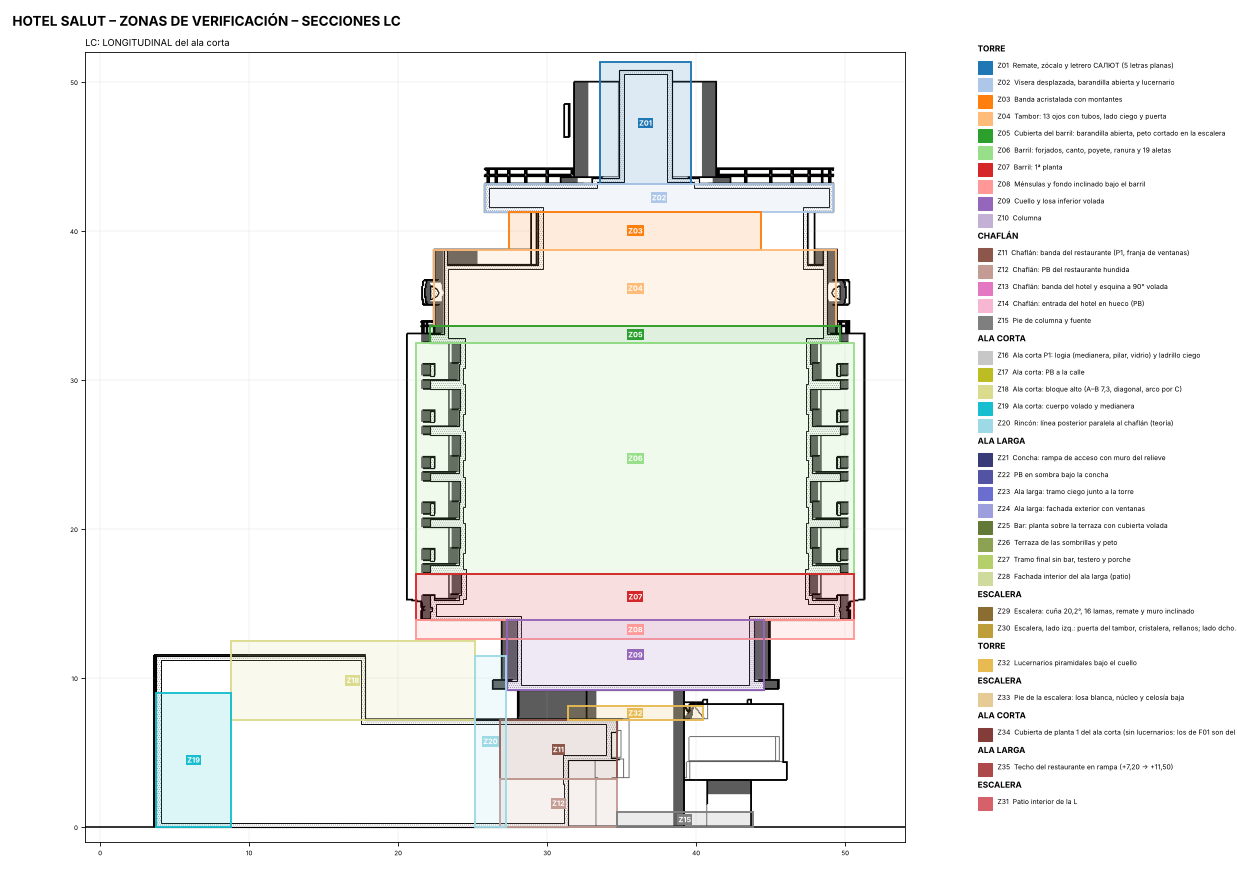 HOTEL SALUT – ZONAS DE VERIFICACIÓN – SECCIONES LC
LC: LONGITUDINAL del ala corta
50
40
30
20
10
0
0
10
20
30
40
50
Z01
Z02
Z03
Z04
Z05
Z06
Z07
Z08
Z09
Z18
Z32
Z20
Z11
Z19
Z12
Z15
TORRE
Z01 Remate, zócalo y letrero САЛЮТ (5 letras planas)
Z02 Visera desplazada, barandilla abierta y lucernario
Z03 Banda acristalada con montantes
Z04 Tambor: 13 ojos con tubos, lado ciego y puerta
Z05 Cubierta del barril: barandilla abierta, peto cortado en la escalera
Z06 Barril: forjados, canto, poyete, ranura y 19 aletas
Z07 Barril: 1ª planta
Z08 Ménsulas y fondo inclinado bajo el barril
Z09 Cuello y losa inferior volada
Z10 Columna
CHAFLÁN
Z11 Chaflán: banda del restaurante (P1, franja de ventanas)
Z12 Chaflán: PB del restaurante hundida
Z13 Chaflán: banda del hotel y esquina a 90° volada
Z14 Chaflán: entrada del hotel en hueco (PB)
Z15 Pie de columna y fuente
ALA CORTA
Z16 Ala corta P1: logia (medianera, pilar, vidrio) y ladrillo ciego
Z17 Ala corta: PB a la calle
Z18 Ala corta: bloque alto (A–B 7,3, diagonal, arco por C)
Z19 Ala corta: cuerpo volado y medianera
Z20 Rincón: línea posterior paralela al chaflán (teoría)
ALA LARGA
Z21 Concha: rampa de acceso con muro del relieve
Z22 PB en sombra bajo la concha
Z23 Ala larga: tramo ciego junto a la torre
Z24 Ala larga: fachada exterior con ventanas
Z25 Bar: planta sobre la terraza con cubierta volada
Z26 Terraza de las sombrillas y peto
Z27 Tramo final sin bar, testero y porche
Z28 Fachada interior del ala larga (patio)
ESCALERA
Z29 Escalera: cuña 20,2°, 16 lamas, remate y muro inclinado
Z30 Escalera, lado izq.: puerta del tambor, cristalera, rellanos; lado dcho.
TORRE
Z32 Lucernarios piramidales bajo el cuello
ESCALERA
Z33 Pie de la escalera: losa blanca, núcleo y celosía baja
ALA CORTA
Z34 Cubierta de planta 1 del ala corta (sin lucernarios: los de F01 son del
ALA LARGA
Z35 Techo del restaurante en rampa (+7,20 → +11,50)
ESCALERA
Z31 Patio interior de la L